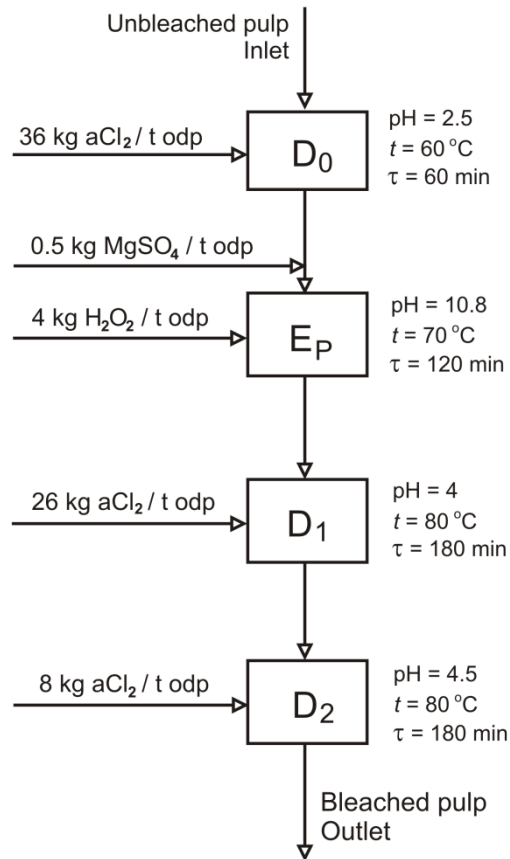 Unbleached pulp
Inlet
36 kg aCl₂ / t odp
D₀
pH = 2.5
t = 60 °C
τ = 60 min
0.5 kg MgSO₄ / t odp
4 kg H₂O₂ / t odp
E_P
pH = 10.8
t = 70 °C
τ = 120 min
26 kg aCl₂ / t odp
D₁
pH = 4
t = 80 °C
τ = 180 min
8 kg aCl₂ / t odp
D₂
pH = 4.5
t = 80 °C
τ = 180 min
Bleached pulp
Outlet